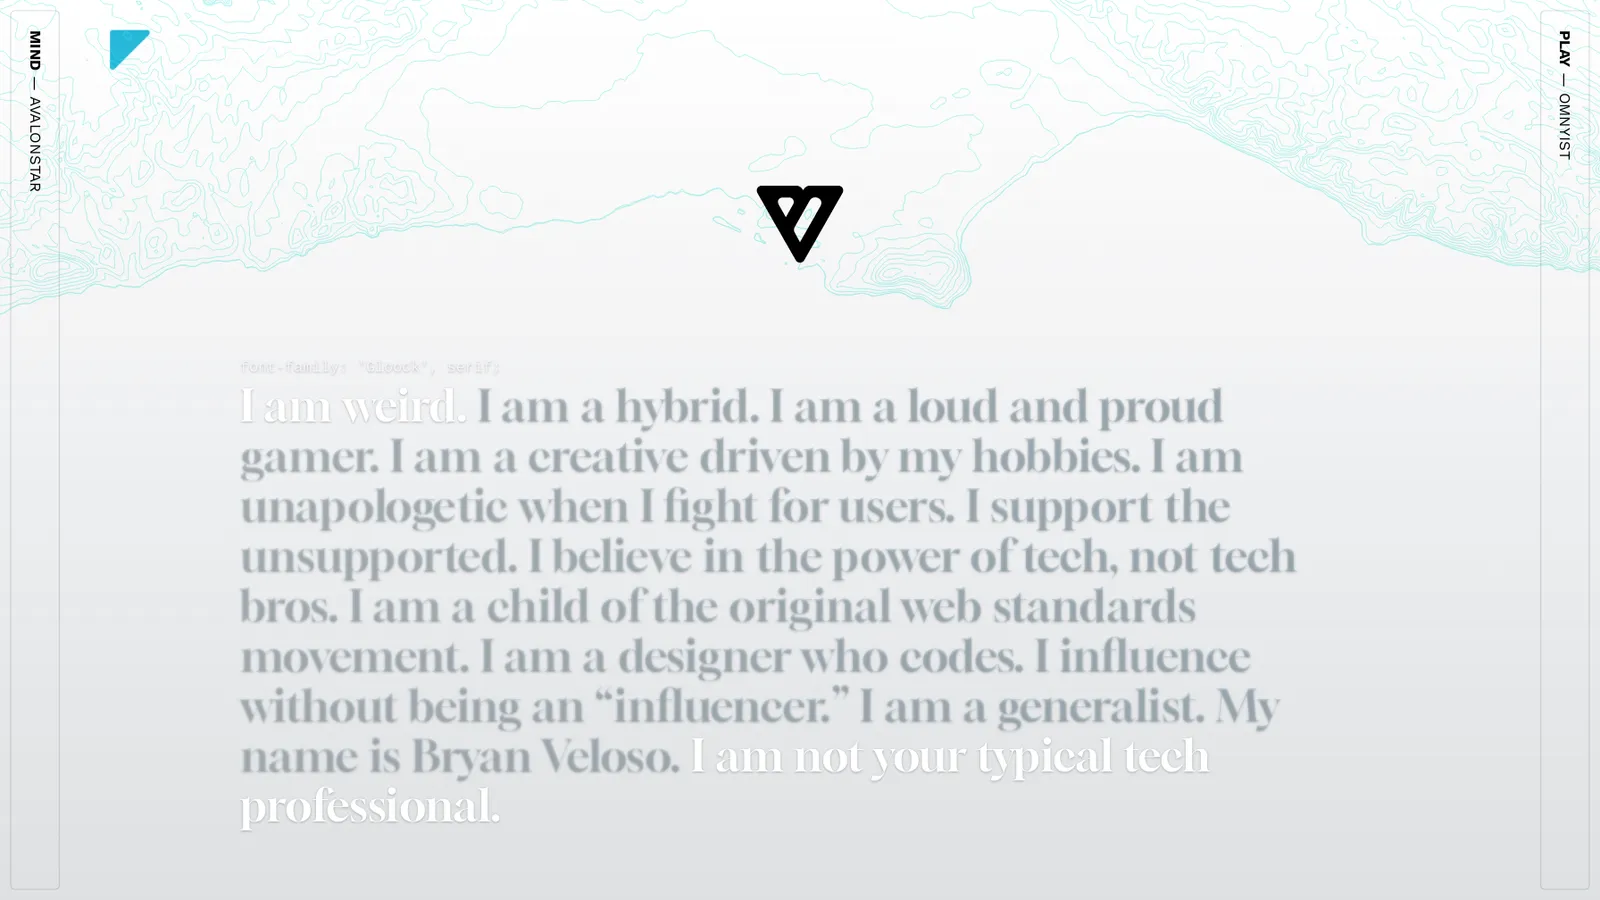 MIND — AVALONSTAR
PLAY — OMNYIST
font-family: "Gloock", serif;
I am weird. I am a hybrid. I am a loud and proud
gamer. I am a creative driven by my hobbies. I am
unapologetic when I fight for users. I support the
unsupported. I believe in the power of tech, not tech
bros. I am a child of the original web standards
movement. I am a designer who codes. I influence
without being an “influencer.” I am a generalist. My
name is Bryan Veloso. I am not your typical tech
professional.